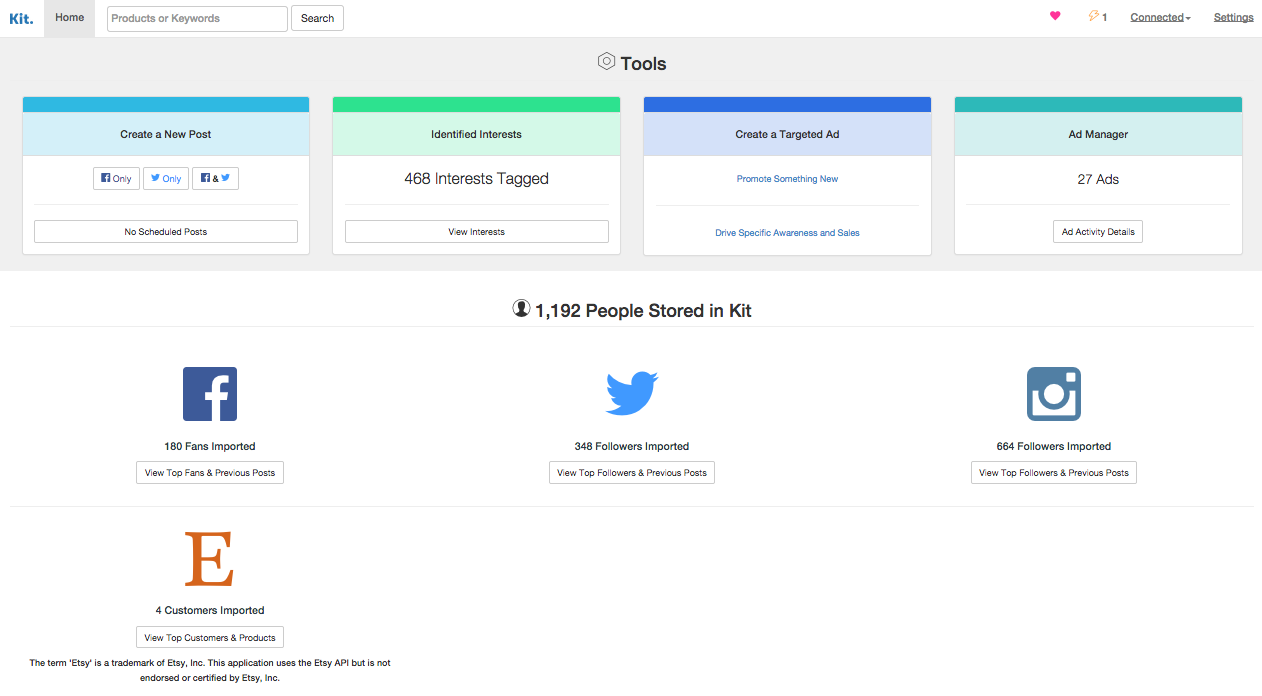 Kit. Home Products or Keywords Search 1 Connected Settings
Tools
Create a New Post Identified Interests Create a Targeted Ad Ad Manager
Only Only & 468 Interests Tagged Promote Something New 27 Ads
No Scheduled Posts View Interests Drive Specific Awareness and Sales Ad Activity Details
1,192 People Stored in Kit
180 Fans Imported 348 Followers Imported 664 Followers Imported
View Top Fans & Previous Posts View Top Followers & Previous Posts View Top Followers & Previous Posts
E
4 Customers Imported
View Top Customers & Products
The term 'Etsy' is a trademark of Etsy, Inc. This application uses the Etsy API but is not
endorsed or certified by Etsy, Inc.